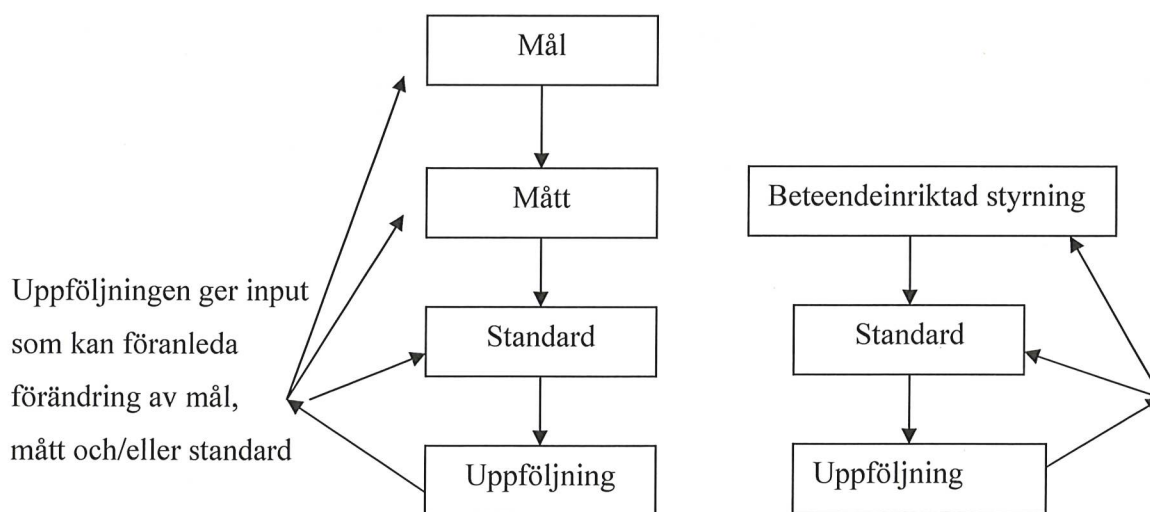 Mål
Mått
Beteendeinriktad styrning
Uppföljningen ger input
som kan föranleda
förändring av mål,
mått och/eller standard
Standard
Standard
Uppföljning
Uppföljning